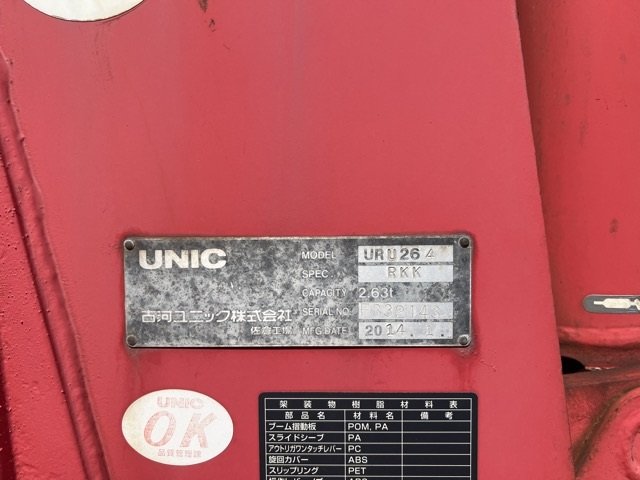 UNIC
MODEL URU264
SPEC. RKK
CAPACITY 2.63t
古河ユニック株式会社
SERIAL NO.
佐倉工場
MFG DATE 2014. 1
UNIC
OK
品質管理課
架装物樹脂材料表
部品名 材料名 備考
ブーム摺動板 POM, PA
スライドシーブ PA
アウトリガワンタッチレバー PC
旋回カバー ABS
スリップリング PET